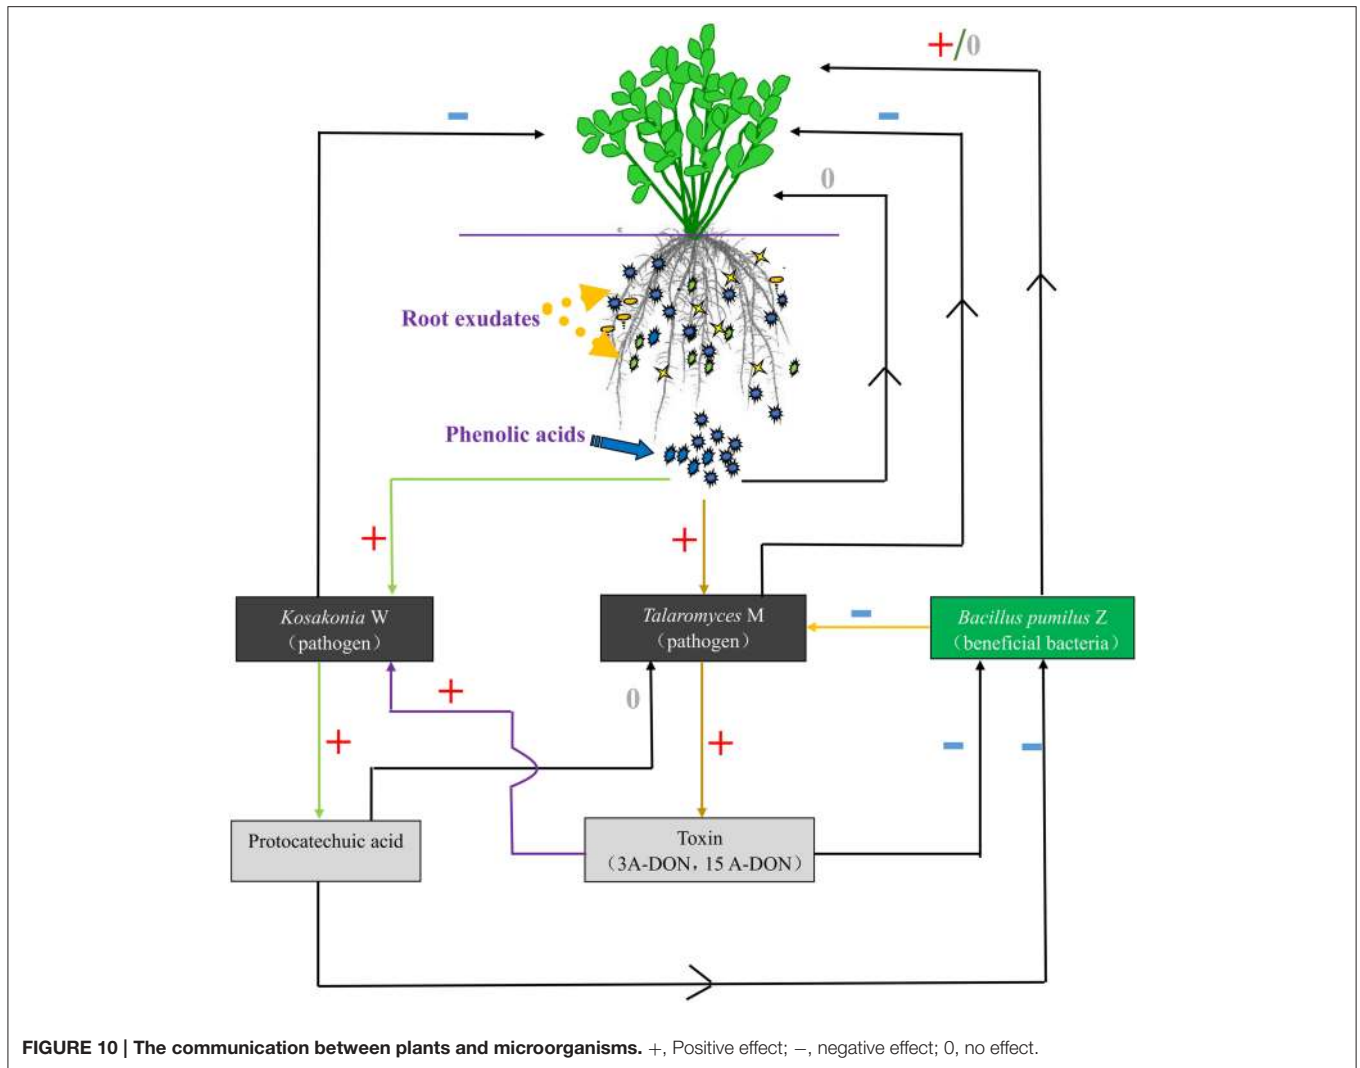 +/0
−
−
0
Root exudates
Phenolic acids
+
+
Kosakonia W
(pathogen)
Talaromyces M
(pathogen)
−
Bacillus pumilus Z
(beneficial bacteria)
+
0
+
+
−
−
Protocatechuic acid
Toxin
(3A-DON, 15 A-DON)
FIGURE 10 | The communication between plants and microorganisms. +, Positive effect; −, negative effect; 0, no effect.